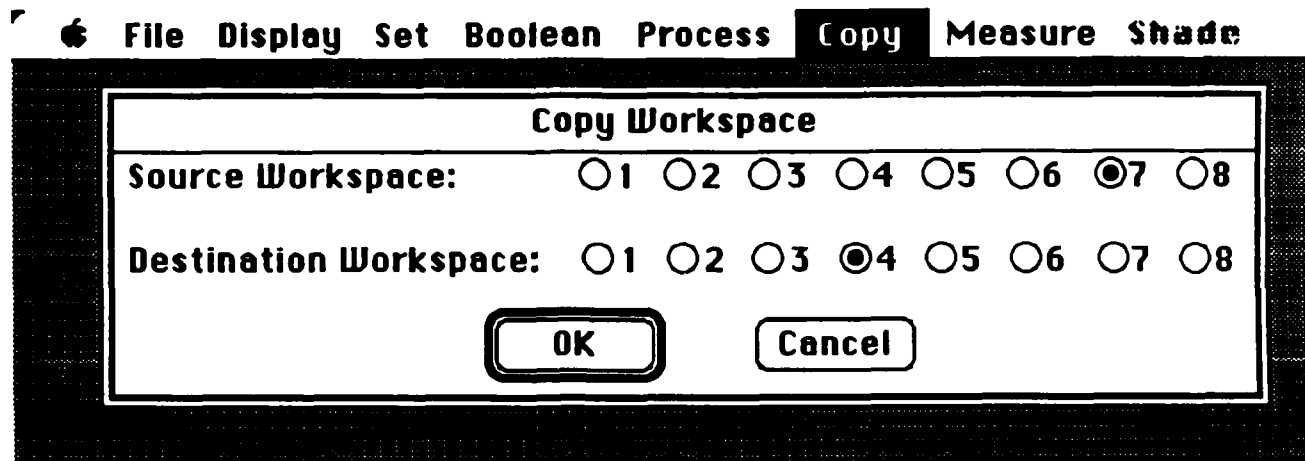 File Display Set Boolean Process Copy Measure Shade
Copy Workspace
Source Workspace: 1 2 3 4 5 6 7 8
Destination Workspace: 1 2 3 4 5 6 7 8
OK Cancel